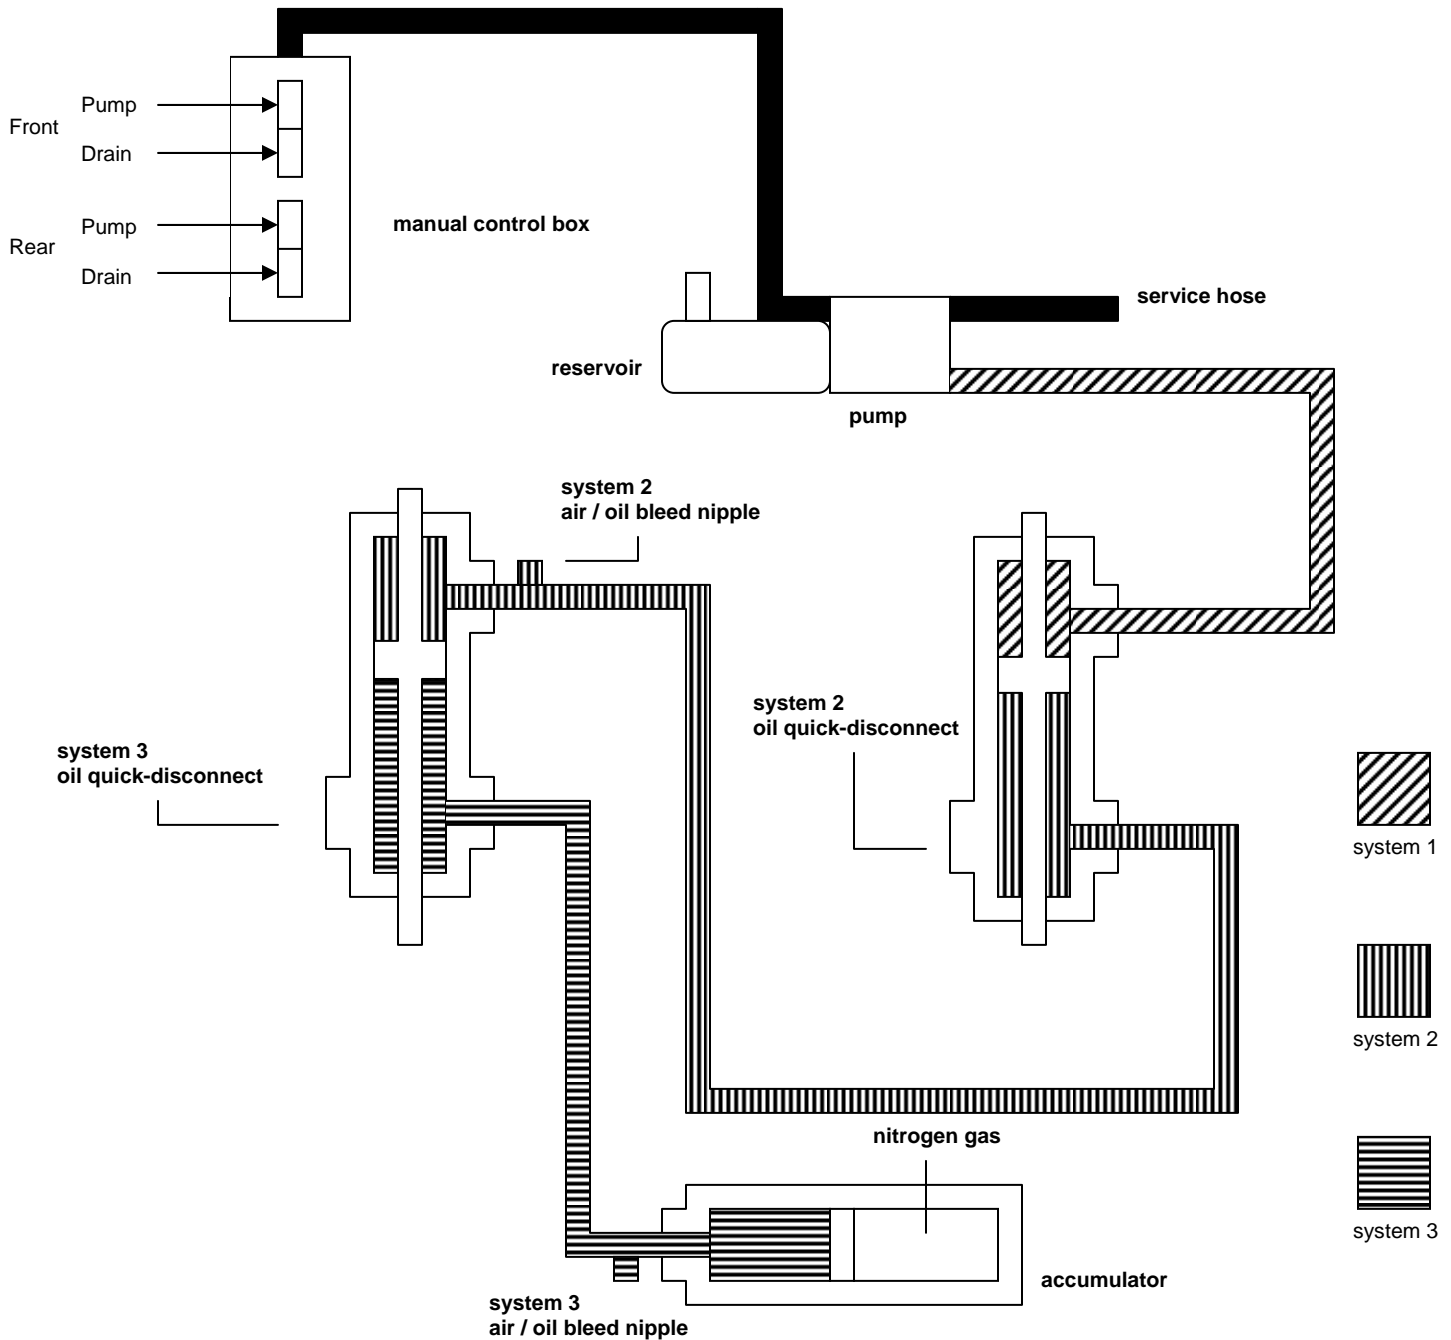 Front
Pump
Drain
Rear
Pump
Drain
manual control box
service hose
reservoir
pump
system 2
air / oil bleed nipple
system 2
oil quick-disconnect
system 3
oil quick-disconnect
system 1
system 2
nitrogen gas
system 3
accumulator
system 3
air / oil bleed nipple